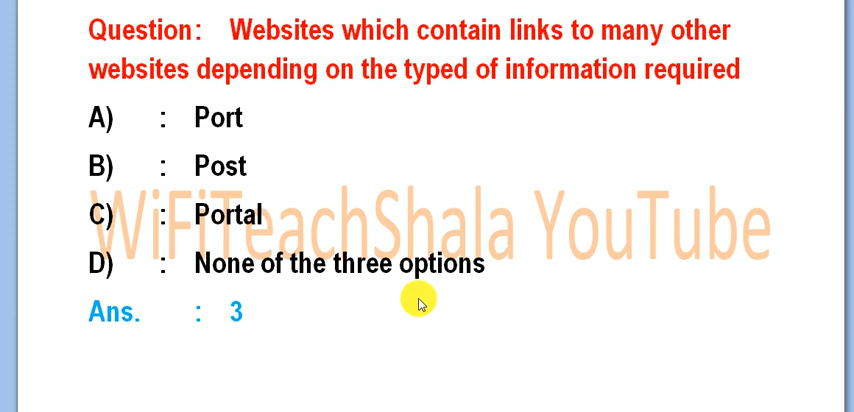 Question: Websites which contain links to many other
websites depending on the typed of information required
A) : Port
B) : Post
C) : Portal
D) : None of the three options
Ans. : 3
WiFiTeachShala YouTube